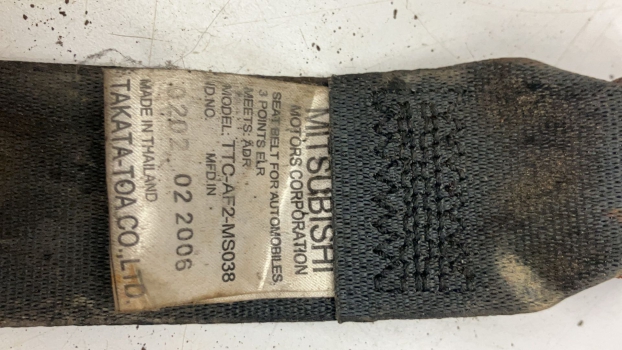 MITSUBISHI
MOTORS CORPORATION
SEAT BELT FOR AUTOMOBILES
3 POINTS ELR
MEETS: ADR
MODEL: TTC-AF2-MS038
I/D.NO. MFD.IN
0202 02 2006
MADE IN THAILAND
TAKATA-TOA CO.,LTD.